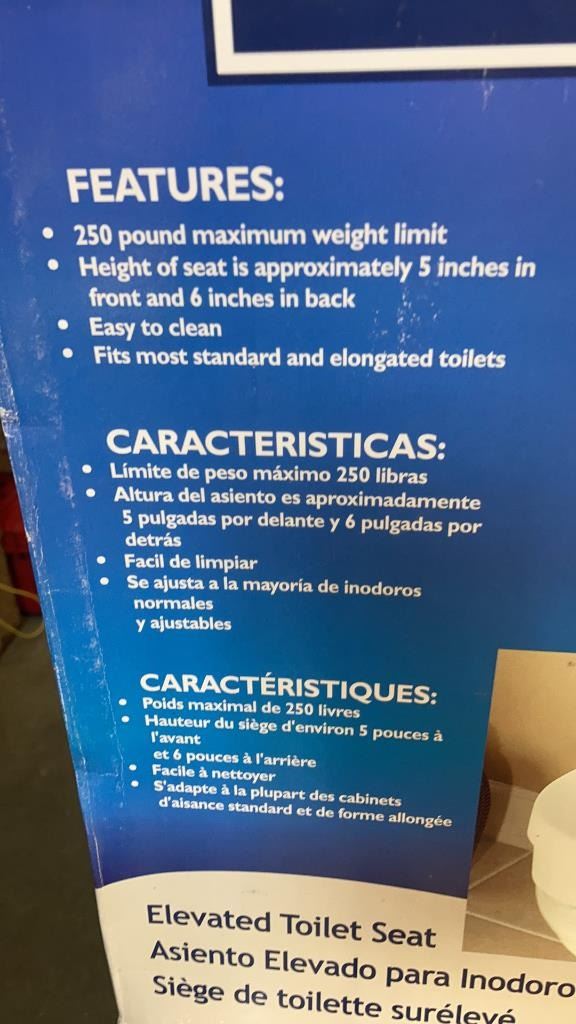 FEATURES:
• 250 pound maximum weight limit
• Height of seat is approximately 5 inches in
front and 6 inches in back
• Easy to clean
• Fits most standard and elongated toilets
CARACTERISTICAS:
• Límite de peso máximo 250 libras
• Altura del asiento es aproximadamente
5 pulgadas por delante y 6 pulgadas por
detrás
• Facil de limpiar
• Se ajusta a la mayoría de inodoros
normales
y ajustables
CARACTÉRISTIQUES:
• Poids maximal de 250 livres
• Hauteur du siège d'environ 5 pouces à
l'avant
et 6 pouces à l'arrière
• Facile à nettoyer
• S'adapte à la plupart des cabinets
d'aisance standard et de forme allongée
Elevated Toilet Seat
Asiento Elevado para Inodoro
Siège de toilette surélevé